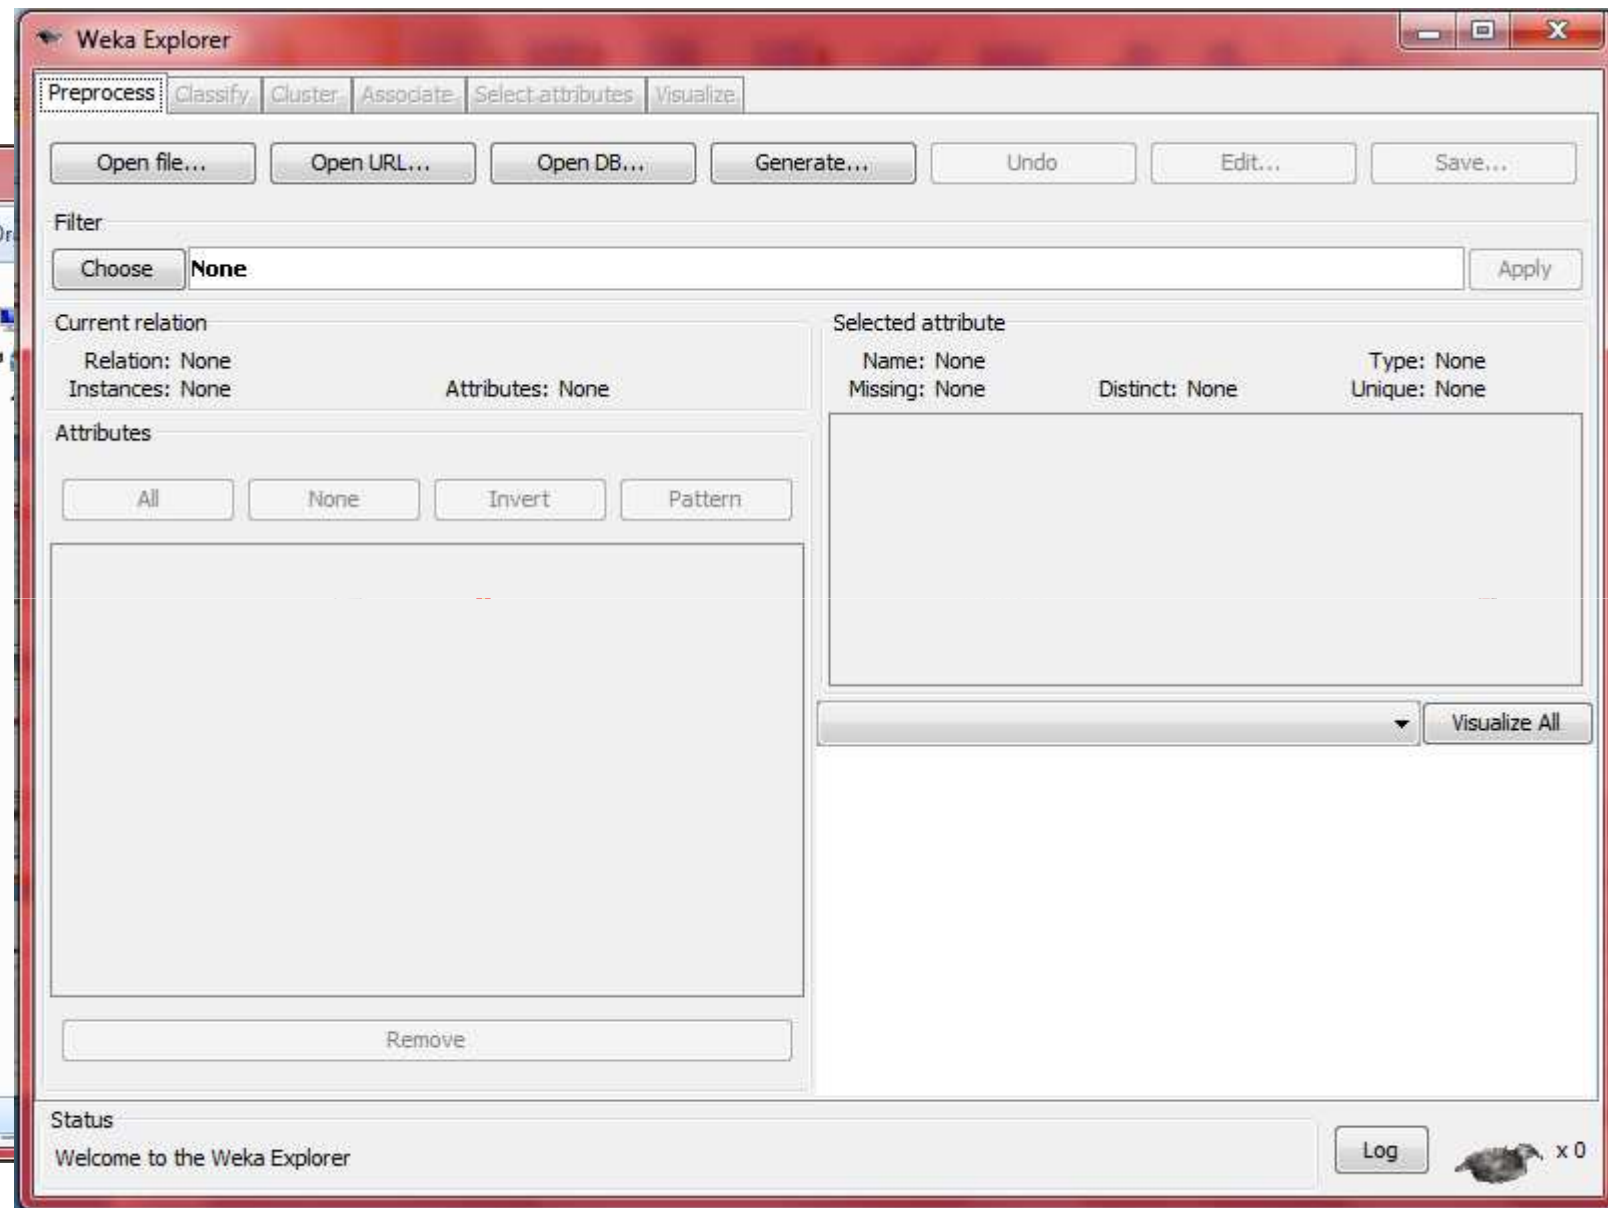 Weka Explorer
Preprocess Classify Cluster Associate Select attributes Visualize
Open file... Open URL... Open DB... Generate... Undo Edit... Save...
Filter
Choose None Apply
Current relation
Relation: None
Instances: None Attributes: None
Attributes
All None Invert Pattern
Remove
Selected attribute
Name: None Type: None
Missing: None Distinct: None Unique: None
Visualize All
Status
Welcome to the Weka Explorer
Log x 0